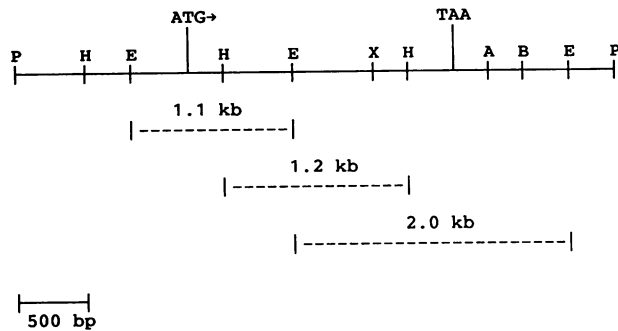 ATG→ TAA
P H E H E X H A B E P
1.1 kb
1.2 kb
2.0 kb
500 bp